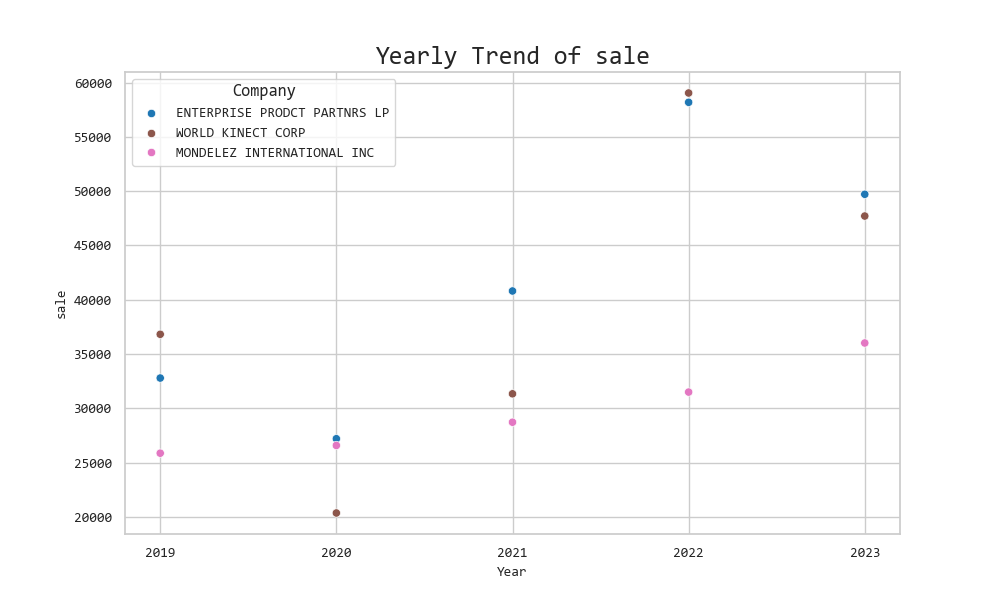 Yearly Trend of sale
Company
ENTERPRISE PRODCT PARTNRS LP
WORLD KINECT CORP
MONDELEZ INTERNATIONAL INC
60000
55000
50000
45000
40000
35000
30000
25000
20000
sale
2019 2020 2021 2022 2023
Year